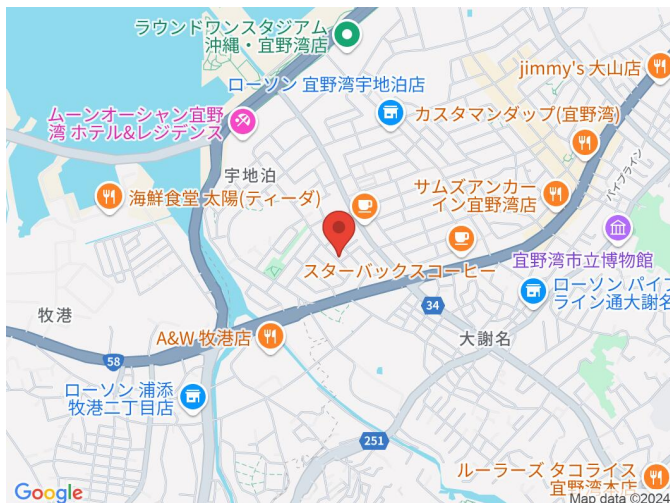 ラウンドワンスタジアム
沖縄・宜野湾店
jimmy's 大山店
ローソン 宜野湾宇地泊店
ムーンオーシャン宜野
湾 ホテル&レジデンス
カスタマンダップ(宜野湾)
宇地泊
海鮮食堂 太陽(ティーダ)
サムズアンカー
イン宜野湾店
パイプライン
宜野湾市立博物館
スターバックスコーヒー
ローソン パイプ
ライン通大謝名
牧港
34
大謝名
A&W 牧港店
58
ローソン 浦添
牧港二丁目店
251
ルーラーズ タコライス
宜野湾本店
Google
Map data ©2024